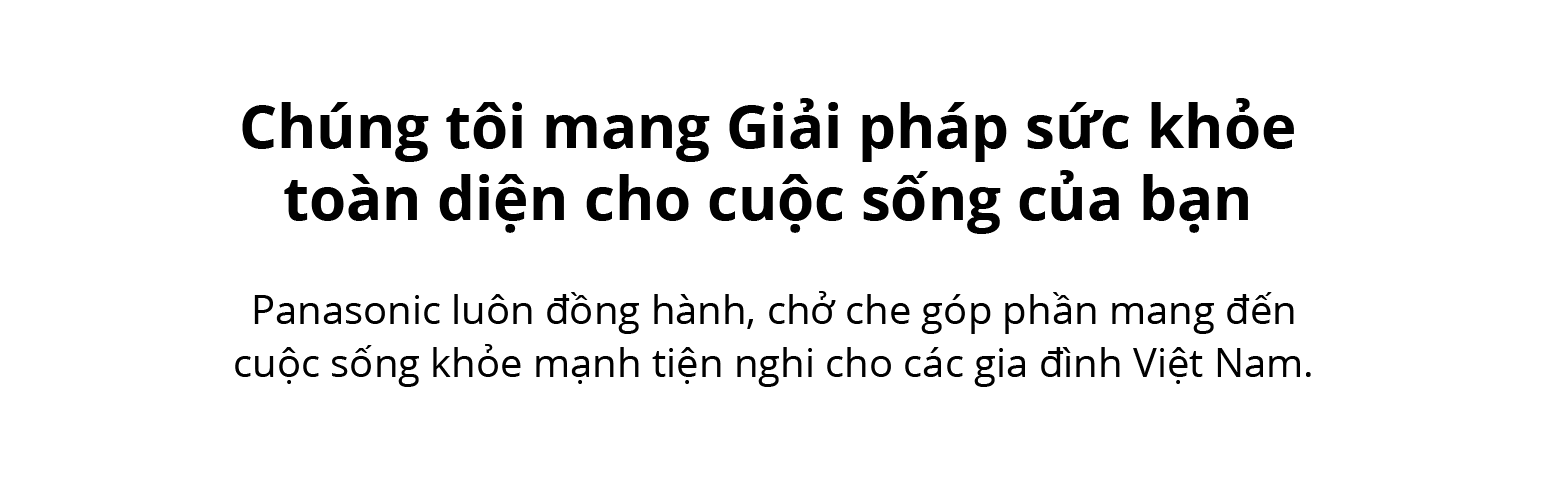 Chúng tôi mang Giải pháp sức khỏe
toàn diện cho cuộc sống của bạn
Panasonic luôn đồng hành, chở che góp phần mang đến
cuộc sống khỏe mạnh tiện nghi cho các gia đình Việt Nam.